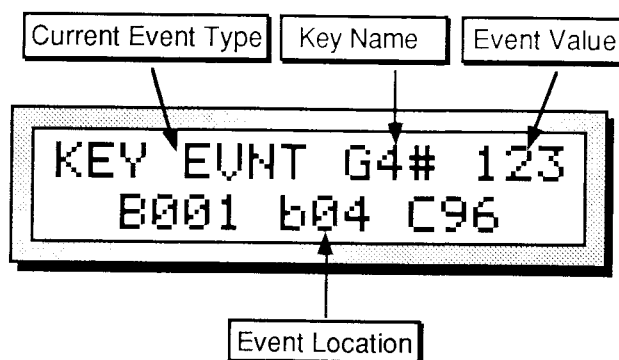 Current Event Type
Key Name
Event Value
KEY EVNT G4# 123
B001 b04 C96
Event Location